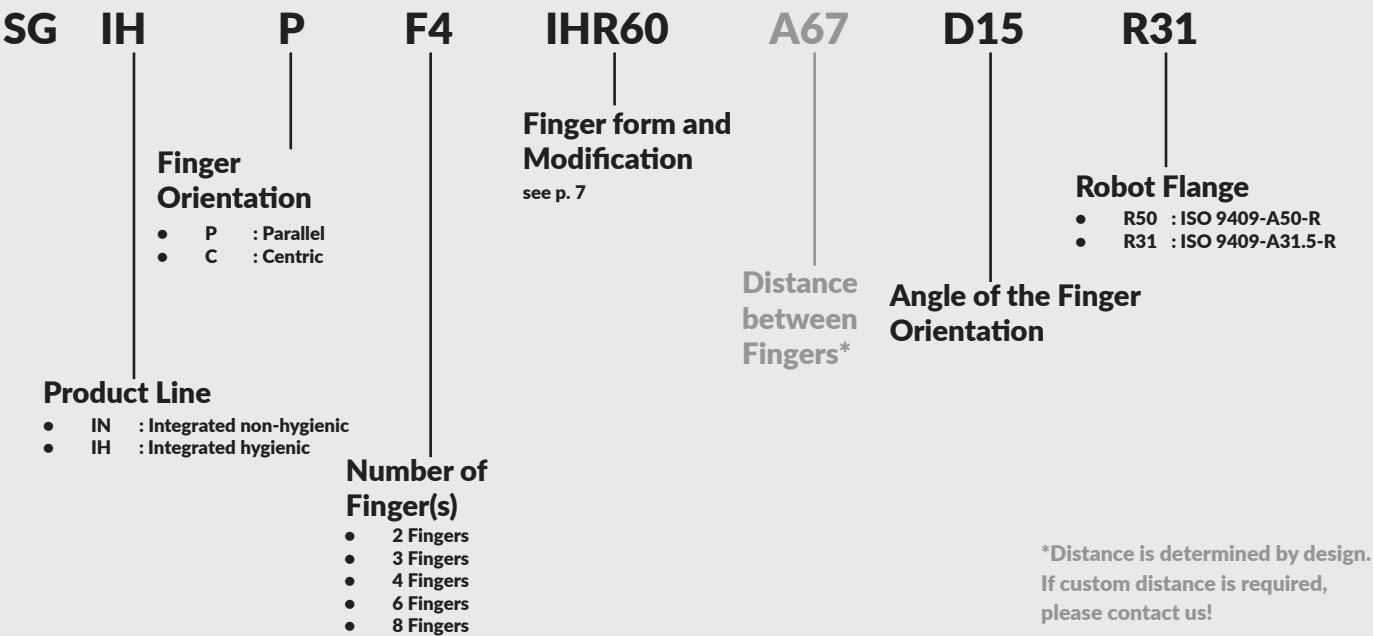 SG IH P F4 IHR60 A67 D15 R31
Finger form and
Modification
see p. 7
Finger
Orientation
● P : Parallel
● C : Centric
Robot Flange
● R50 : ISO 9409-A50-R
● R31 : ISO 9409-A31.5-R
Distance
between
Fingers*
Angle of the Finger
Orientation
Product Line
● IN : Integrated non-hygienic
● IH : Integrated hygienic
Number of
Finger(s)
● 2 Fingers
● 3 Fingers
● 4 Fingers
● 6 Fingers
● 8 Fingers
*Distance is determined by design.
If custom distance is required,
please contact us!